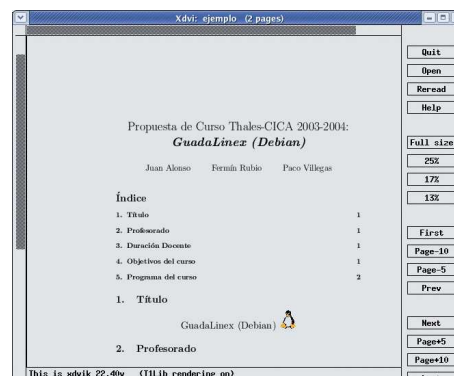 Xdvi: ejemplo (2 pages)
Quit
Open
Reread
Help
Full size
25%
17%
13%
First
Page-10
Page-5
Prev
Next
Page+5
Page+10
Propuesta de Curso Thales-CICA 2003-2004:
GuadaLinex (Debian)
Juan Alonso Fermín Rubio Paco Villegas
Índice
1. Título 1
2. Profesorado 1
3. Duración Docente 1
4. Objetivos del curso 1
5. Programa del curso 2
1. Título
GuadaLinex (Debian)
2. Profesorado
This is xdvik 22.40v (T1Lib rendering on)